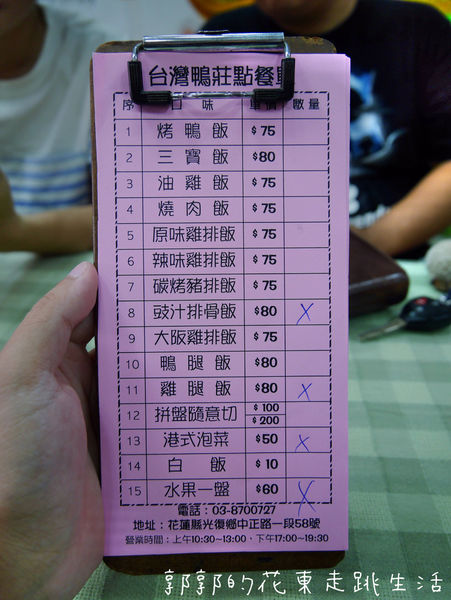 台灣鴨莊點餐單
序 口味 單價 數量
1 烤鴨飯 $75
2 三寶飯 $80
3 油雞飯 $75
4 燒肉飯 $75
5 原味雞排飯 $75
6 辣味雞排飯 $75
7 碳烤豬排飯 $75
8 豉汁排骨飯 $80 X
9 大阪雞排飯 $75
10 鴨腿飯 $80
11 雞腿飯 $80 X
12 拼盤隨意切 $100
$200
13 港式泡菜 $50 X
14 白飯 $10
15 水果一盤 $60 X
電話：03-8700727
地址：花蓮縣光復鄉中正路一段58號
營業時間：上午10:30~13:00，下午17:00~19:30
郭郭的花東走跳生活